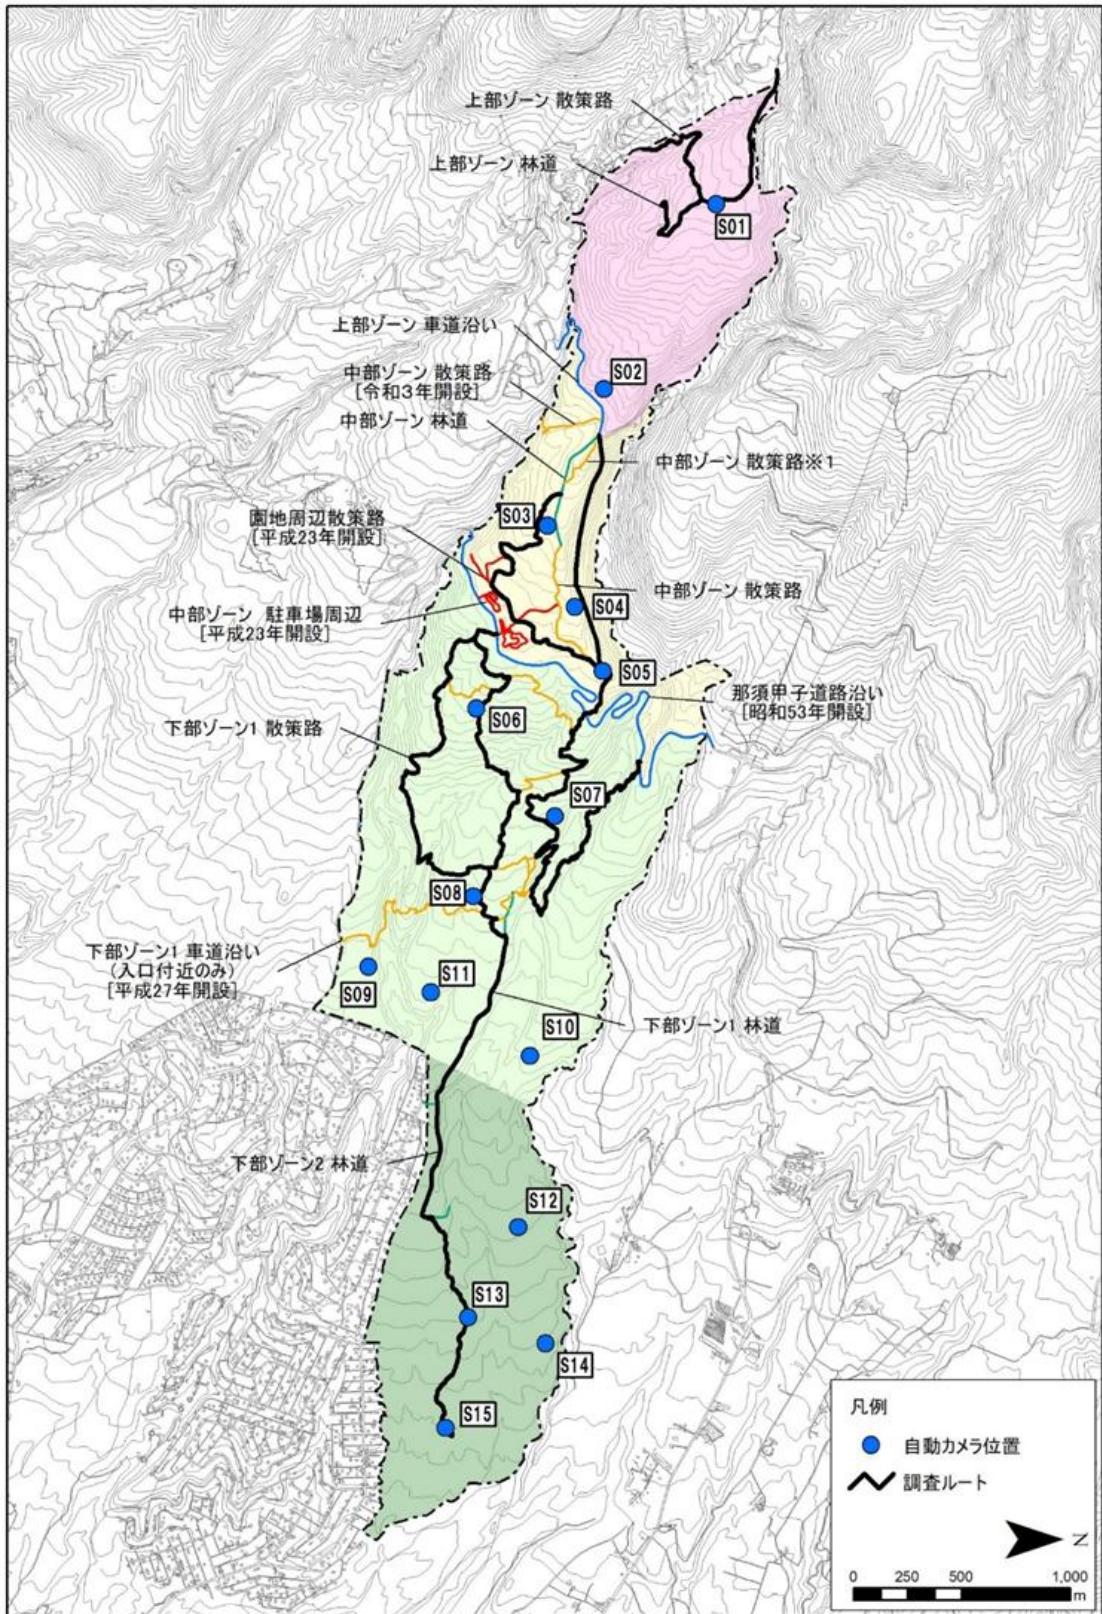 上部ゾーン 散策路
上部ゾーン 林道
S01
上部ゾーン 車道沿い
S02
中部ゾーン 散策路
[令和3年開設]
中部ゾーン 林道
中部ゾーン 散策路※1
S03
園地周辺散策路
[平成23年開設]
中部ゾーン 散策路
S04
中部ゾーン 駐車場周辺
[平成23年開設]
S05
那須甲子道路沿い
[昭和53年開設]
S06
下部ゾーン1 散策路
S07
S08
下部ゾーン1 車道沿い
(入口付近のみ)
[平成27年開設]
S09
S11
S10
下部ゾーン1 林道
下部ゾーン2 林道
S12
S13
S14
S15
凡例
自動カメラ位置
調査ルート
N
0 250 500 1,000
m